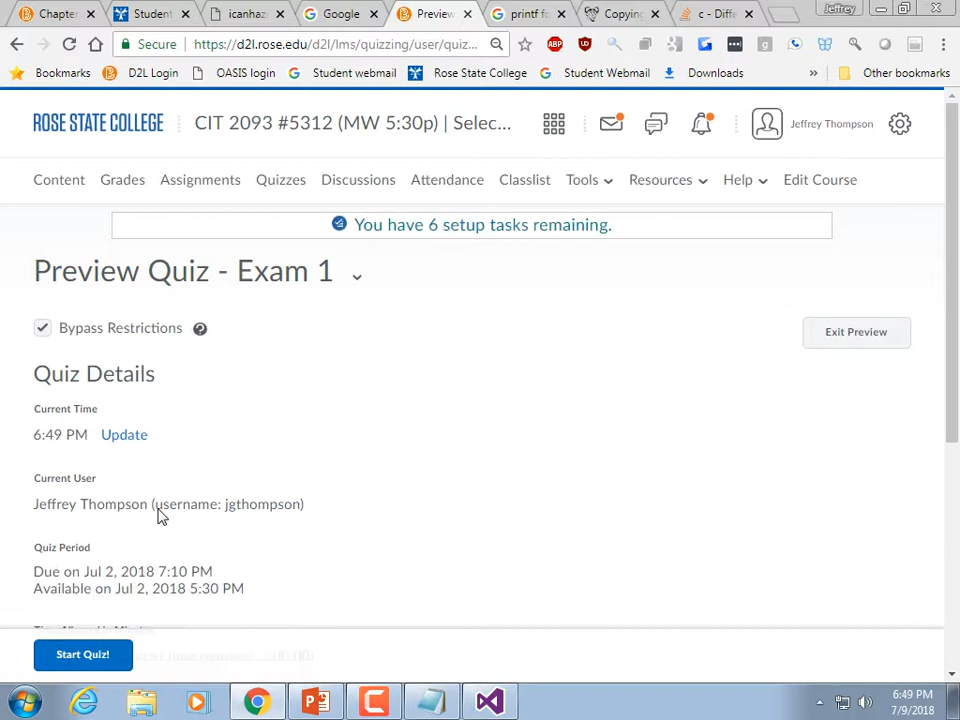 Chapter
Student
icanhaz
Google
Preview
printf fo
Copying
c - Diffe
Jeffrey
Secure
https://d2l.rose.edu/d2l/lms/quizzing/user/quiz...
Bookmarks
D2L Login
OASIS login
Student webmail
Rose State College
Student Webmail
Downloads
»
Other bookmarks
ROSE STATE COLLEGE
CIT 2093 #5312 (MW 5:30p) | Selec...
Jeffrey Thompson
Content Grades Assignments Quizzes Discussions Attendance Classlist Tools Resources Help Edit Course
You have 6 setup tasks remaining.
Preview Quiz - Exam 1
Bypass Restrictions
Exit Preview
Quiz Details
Current Time
6:49 PM Update
Current User
Jeffrey Thompson (username: jgthompson)
Quiz Period
Due on Jul 2, 2018 7:10 PM
Available on Jul 2, 2018 5:30 PM
Start Quiz!
6:49 PM
7/9/2018